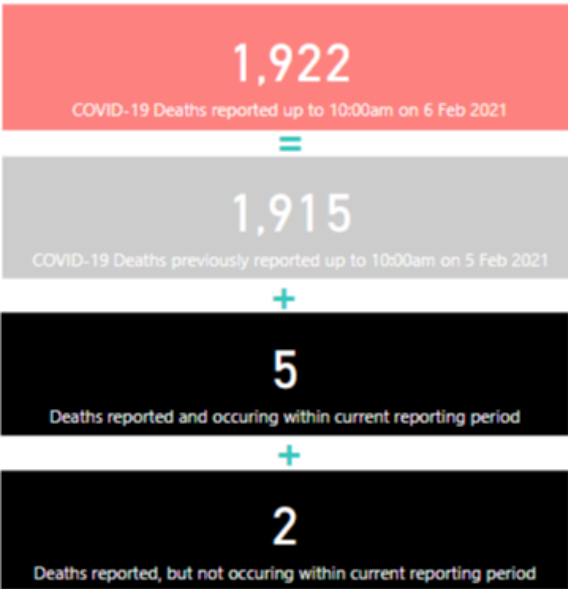 1,922
COVID-19 Deaths reported up to 10:00am on 6 Feb 2021
=
1,915
COVID-19 Deaths previously reported up to 10:00am on 5 Feb 2021
+
5
Deaths reported and occuring within current reporting period
+
2
Deaths reported, but not occuring within current reporting period